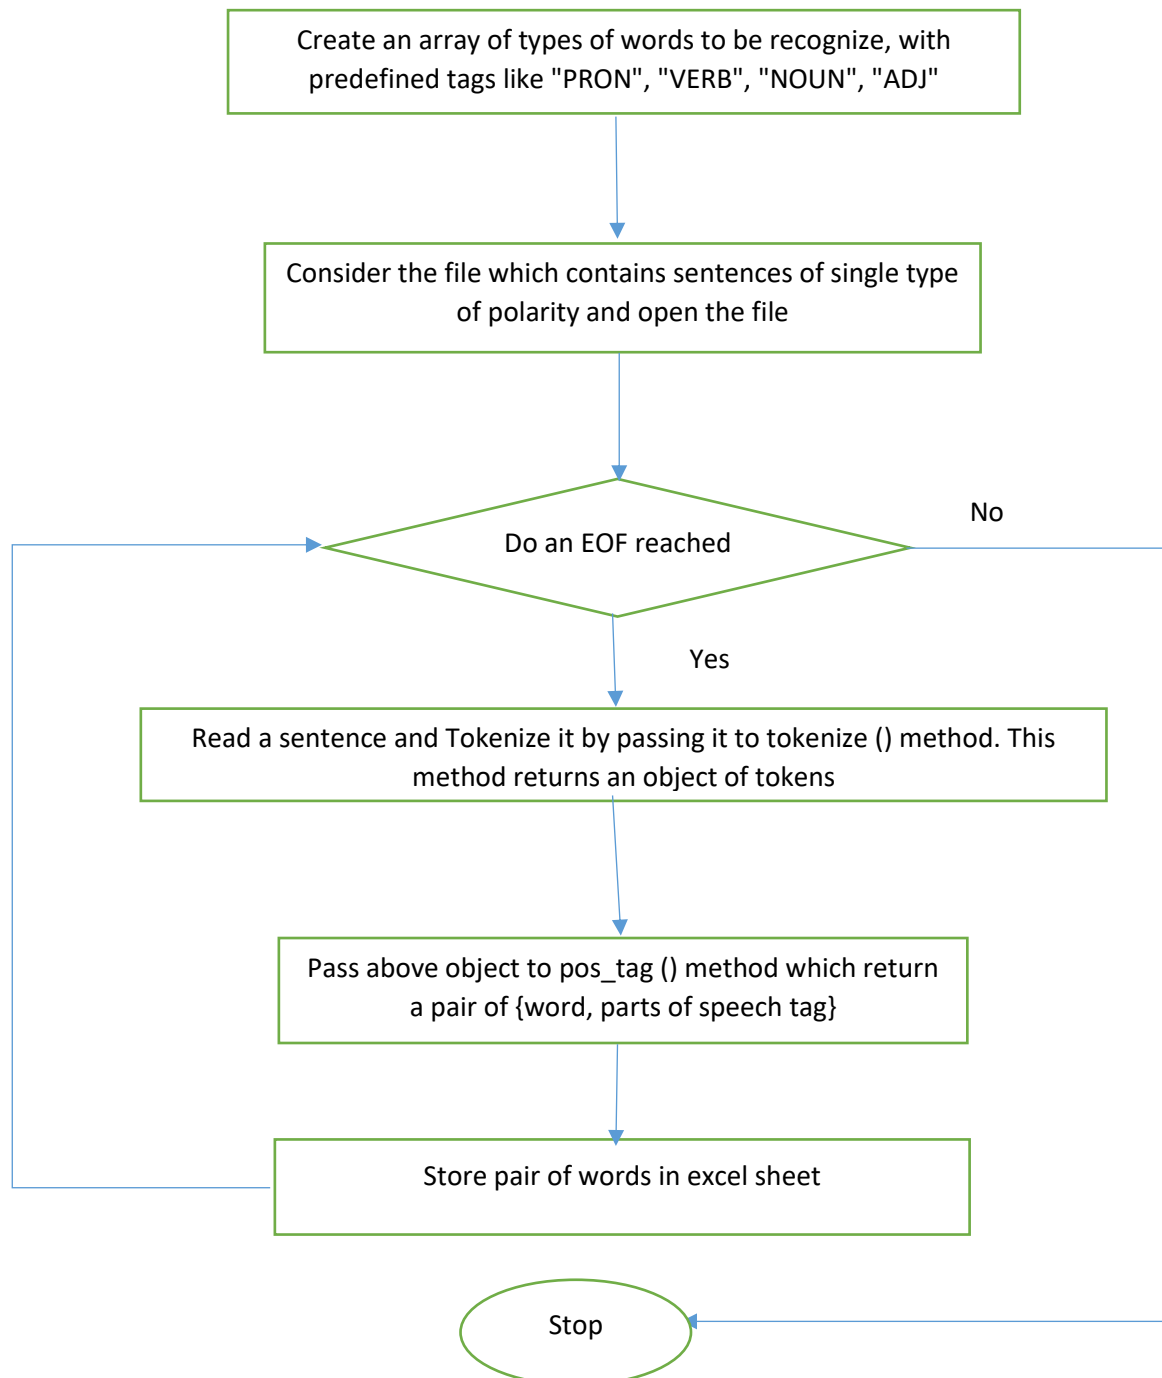 Create an array of types of words to be recognize, with
predefined tags like "PRON", "VERB", "NOUN", "ADJ"
Consider the file which contains sentences of single type
of polarity and open the file
No
Do an EOF reached
Yes
Read a sentence and Tokenize it by passing it to tokenize () method. This
method returns an object of tokens
Pass above object to pos_tag () method which return
a pair of {word, parts of speech tag}
Store pair of words in excel sheet
Stop